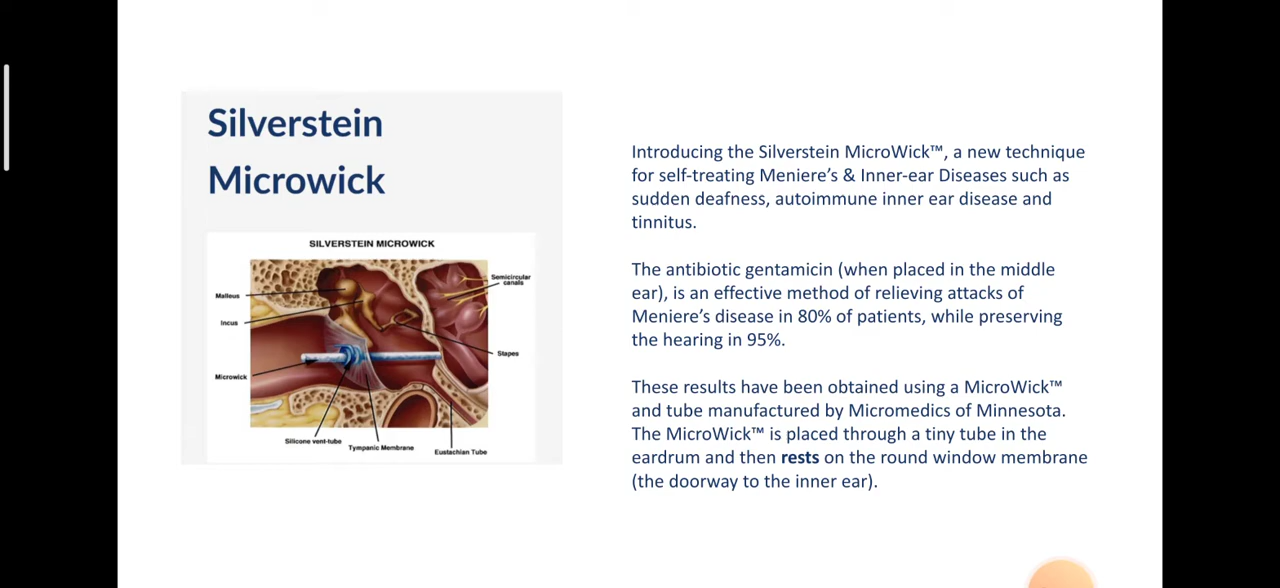 Silverstein
Microwick
SILVERSTEIN MICROWICK
Semicircular
canals
Malleus
Incus
Stapes
Microwick
Silicone vent-tube
Tympanic Membrane
Eustachian Tube
Introducing the Silverstein MicroWick™, a new technique
for self-treating Meniere’s & Inner-ear Diseases such as
sudden deafness, autoimmune inner ear disease and
tinnitus.
The antibiotic gentamicin (when placed in the middle
ear), is an effective method of relieving attacks of
Meniere’s disease in 80% of patients, while preserving
the hearing in 95%.
These results have been obtained using a MicroWick™
and tube manufactured by Micromedics of Minnesota.
The MicroWick™ is placed through a tiny tube in the
eardrum and then rests on the round window membrane
(the doorway to the inner ear).